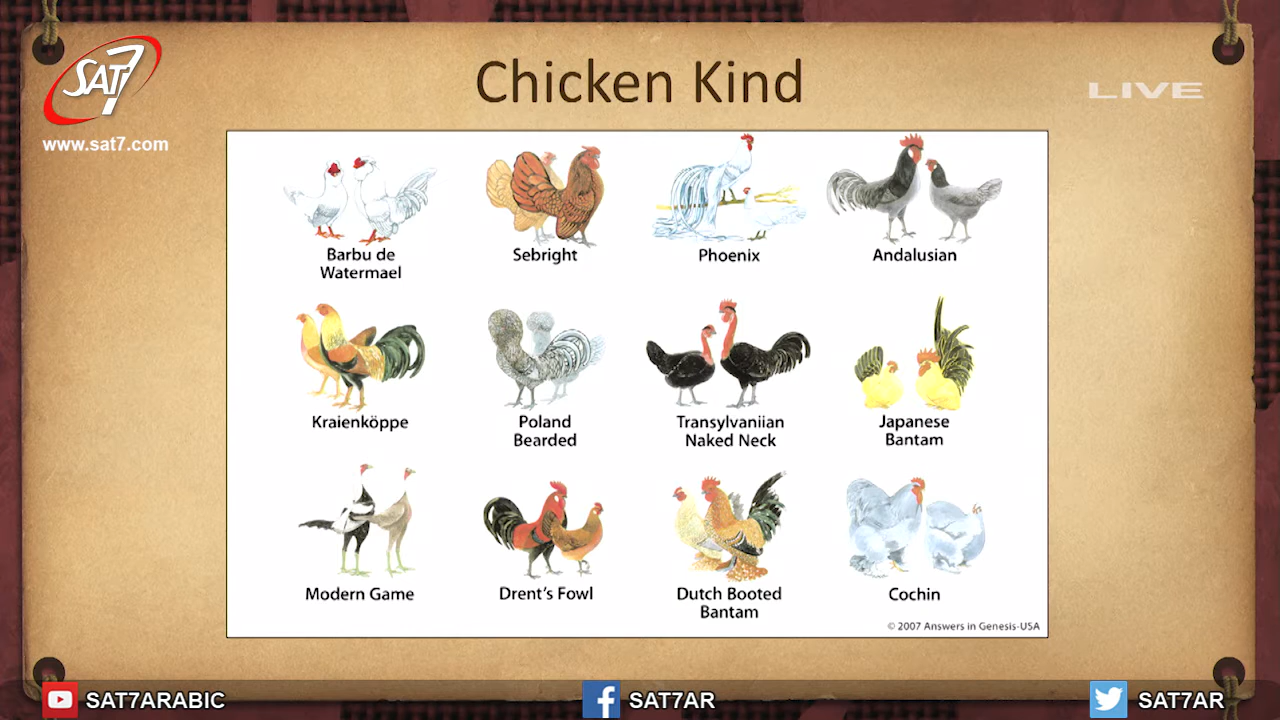 SAT7
www.sat7.com
Chicken Kind
LIVE
Barbu de
Watermael
Sebright
Phoenix
Andalusian
Kraienköppe
Poland
Bearded
Transylvaniian
Naked Neck
Japanese
Bantam
Modern Game
Drent's Fowl
Dutch Booted
Bantam
Cochin
© 2007 Answers in Genesis-USA
SAT7ARABIC
SAT7AR
SAT7AR